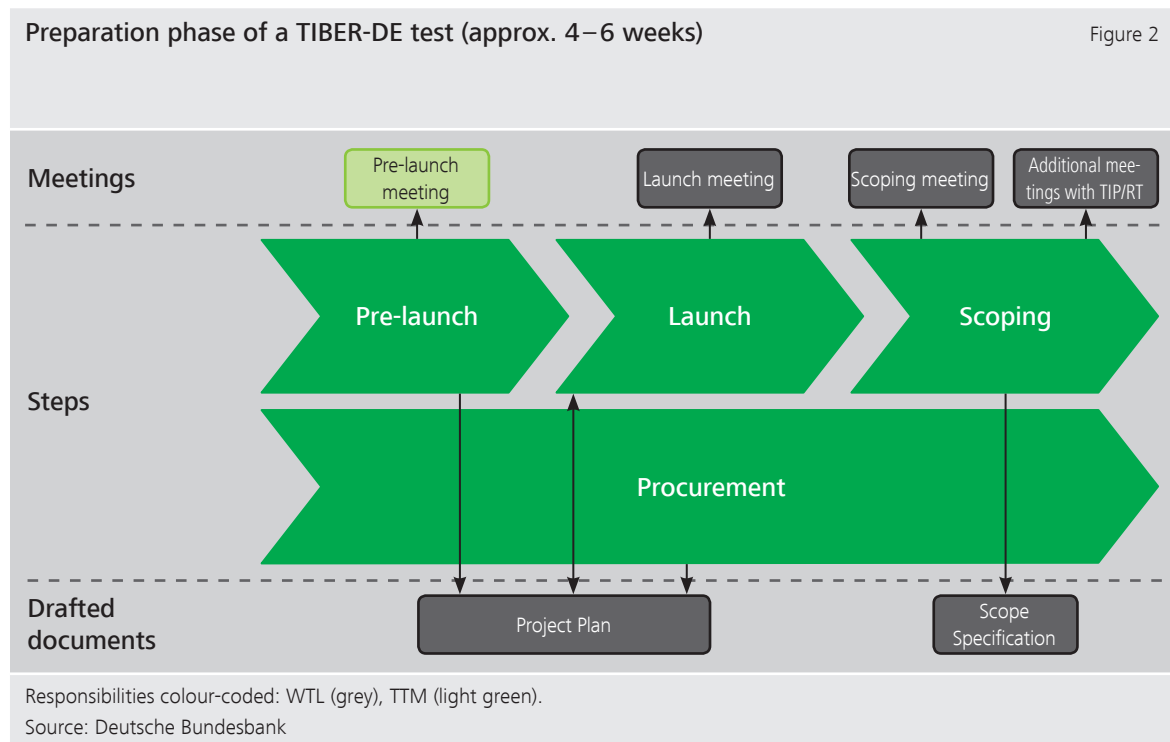 Preparation phase of a TIBER-DE test (approx. 4–6 weeks)
Figure 2
Meetings
Pre-launch
meeting
Launch meeting
Scoping meeting
Additional mee-
tings with TIP/RT
Steps
Pre-launch
Launch
Scoping
Procurement
Drafted
documents
Project Plan
Scope
Specification
Responsibilities colour-coded: WTL (grey), TTM (light green).
Source: Deutsche Bundesbank